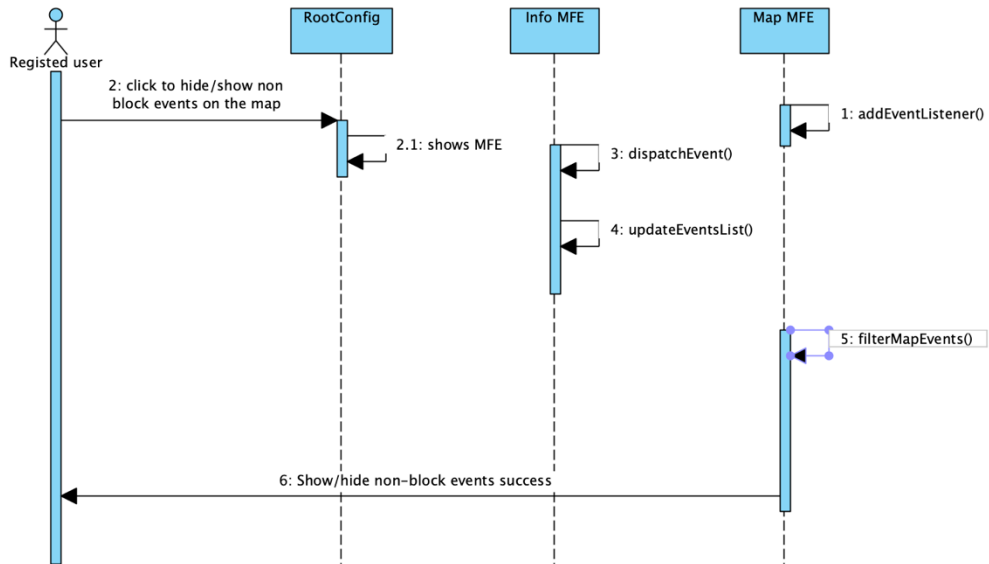 RootConfig
Info MFE
Map MFE
Registed user
2: click to hide/show non
block events on the map
1: addEventListener()
2.1: shows MFE
3: dispatchEvent()
4: updateEventsList()
5: filterMapEvents()
6: Show/hide non-block events success